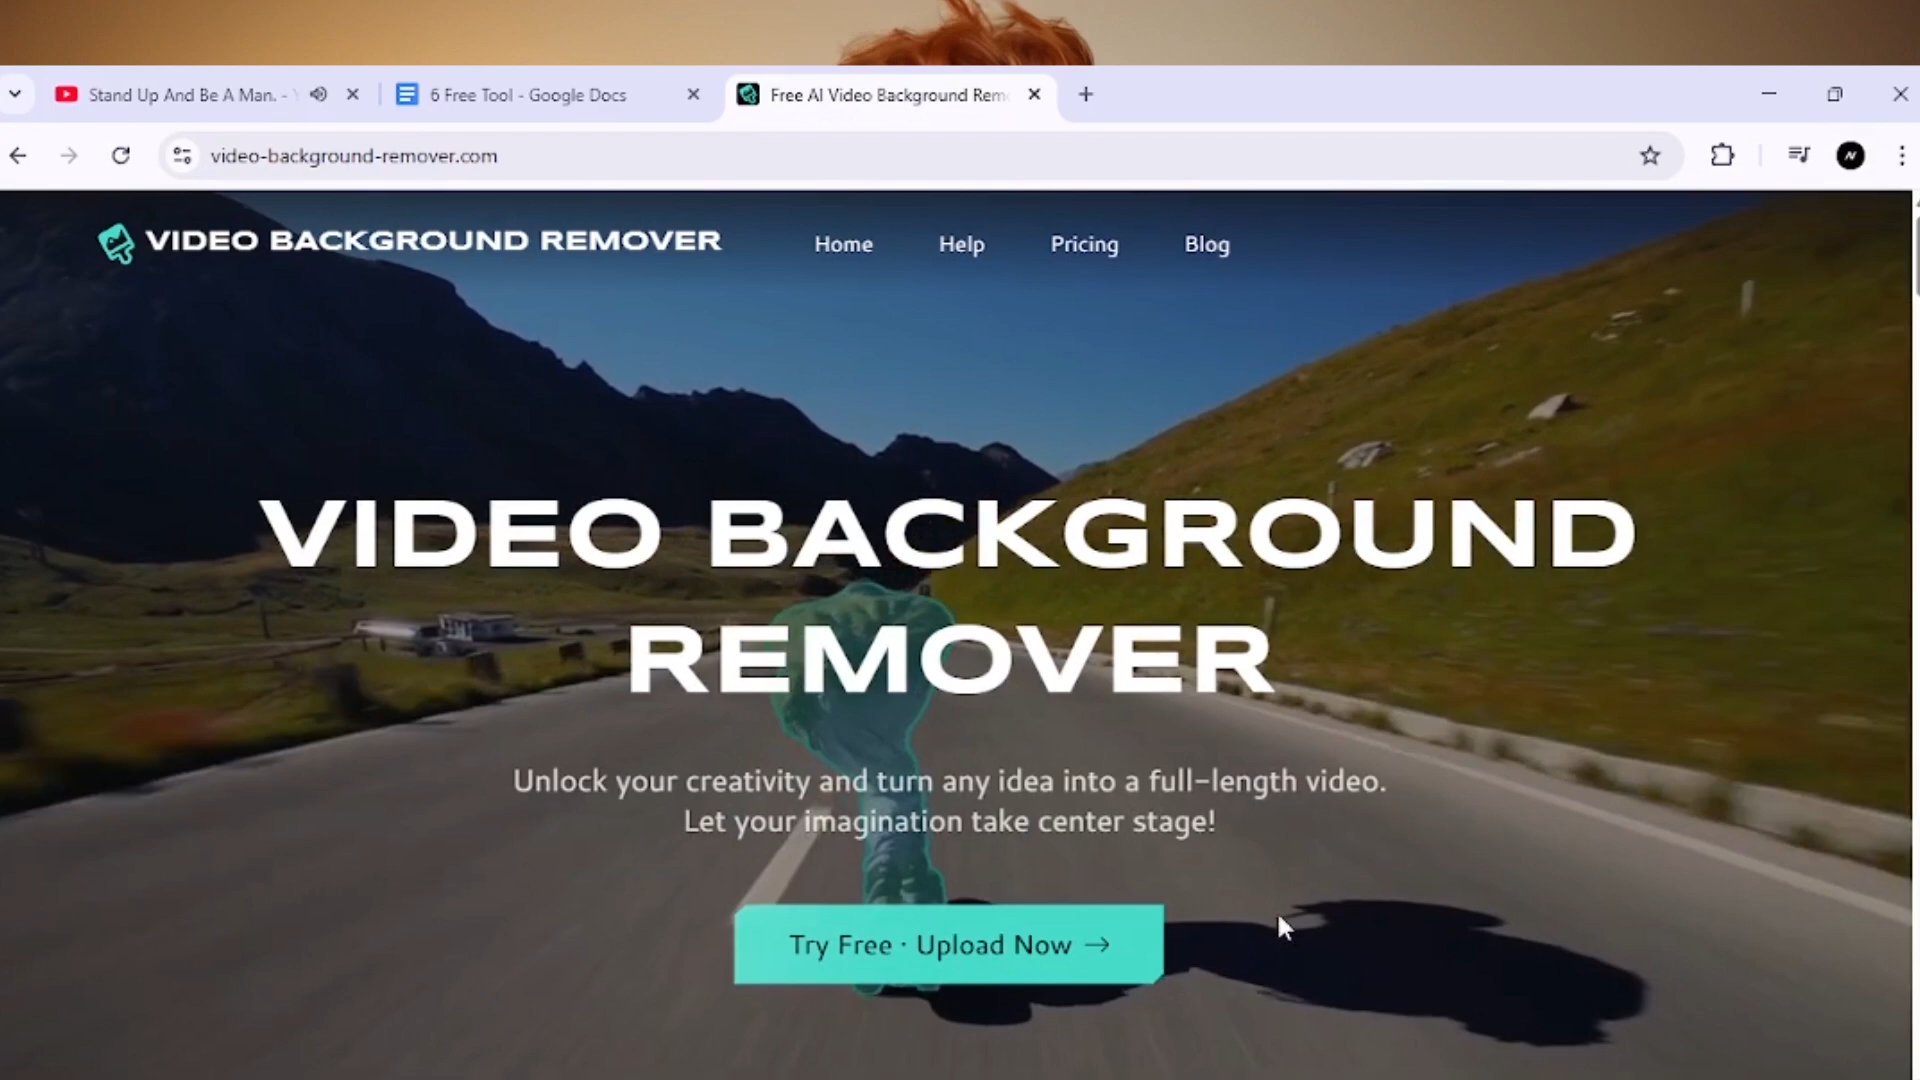 Stand Up And Be A Man. -
6 Free Tool - Google Docs
Free AI Video Background Rem
video-background-remover.com
VIDEO BACKGROUND REMOVER
Home
Help
Pricing
Blog
VIDEO BACKGROUND
REMOVER
Unlock your creativity and turn any idea into a full-length video.
Let your imagination take center stage!
Try Free · Upload Now →